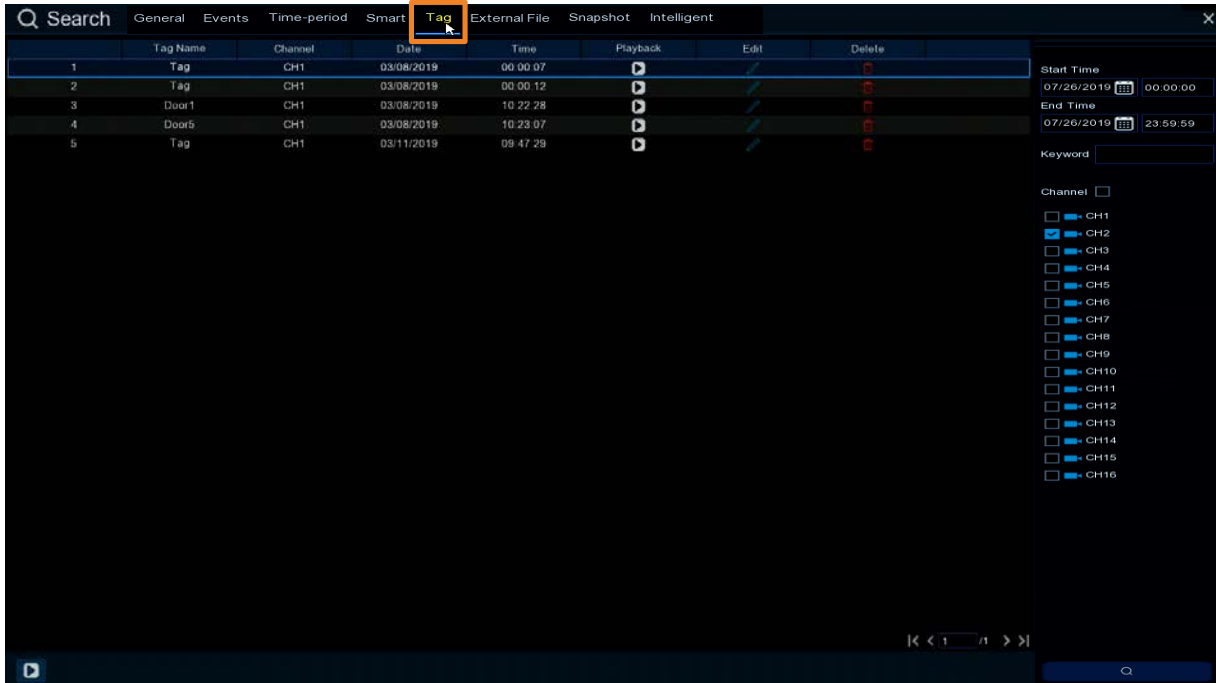 Search General Events Time-period Smart Tag External File Snapshot Intelligent
Tag Name Channel Date Time Playback Edit Delete
1 Tag CH1 03/08/2019 00:00:07
2 Tag CH1 03/08/2019 00:00:12
3 Door1 CH1 03/08/2019 10:22:28
4 Door5 CH1 03/08/2019 10:23:07
5 Tag CH1 03/11/2019 09:47:29
Start Time
07/26/2019 00:00:00
End Time
07/26/2019 23:59:59
Keyword
Channel
CH1
CH2
CH3
CH4
CH5
CH6
CH7
CH8
CH9
CH10
CH11
CH12
CH13
CH14
CH15
CH16
1 /1